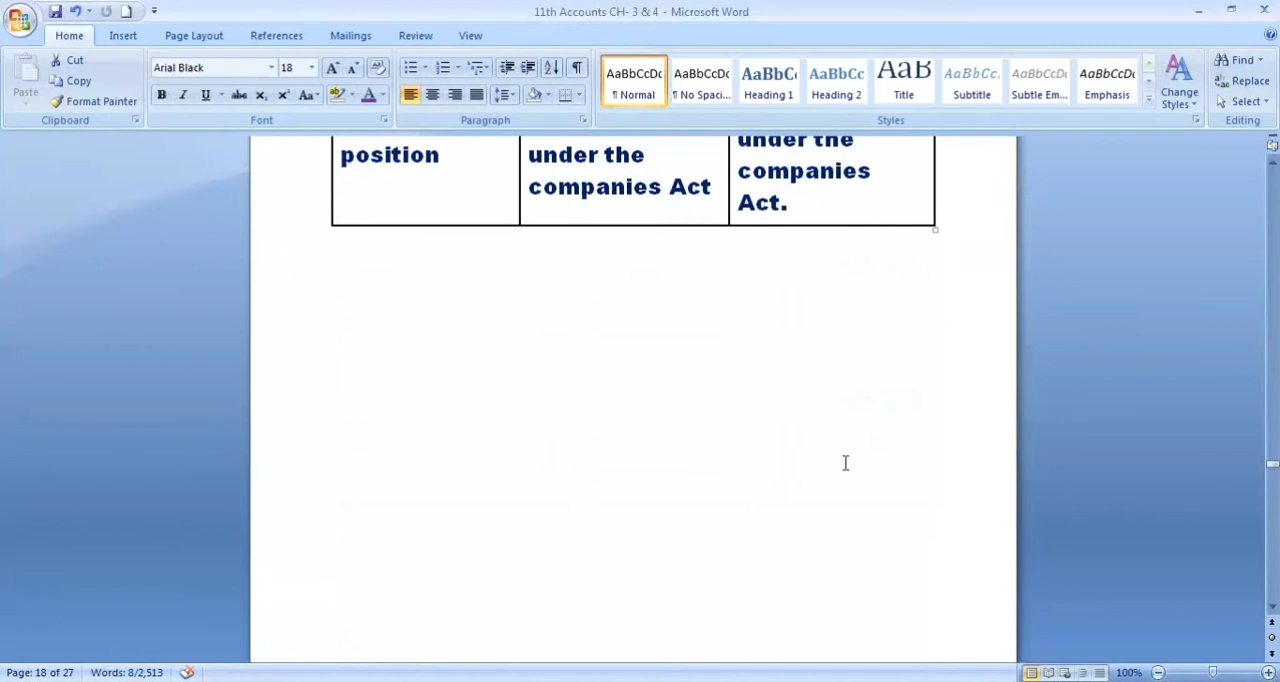 11th Accounts CH- 3 & 4 - Microsoft Word
Home Insert Page Layout References Mailings Review View
Paste Cut Copy Format Painter
Clipboard
Arial Black 18
Font
Paragraph
AaBbCcDc AaBbCcDc AaBbC AaBbCc AaB AaBbCc. AaBbCcDc AaBbCcDc
¶ Normal ¶ No Spaci... Heading 1 Heading 2 Title Subtitle Subtle Em... Emphasis
Change Styles
Styles
Find
Replace
Select
Editing
position
under the
companies Act
under the
companies
Act.
Page: 18 of 27 Words: 8/2,513 100%